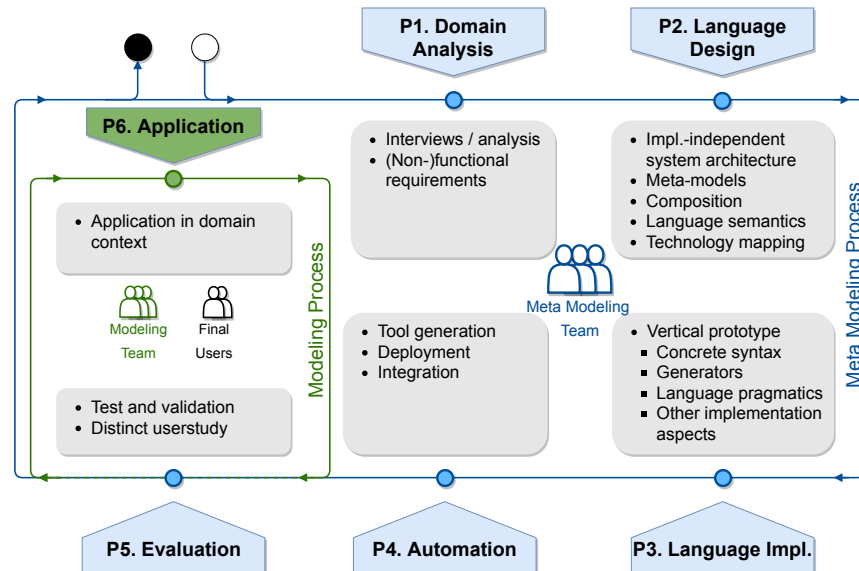 P1. Domain
Analysis
P2. Language
Design
P6. Application
• Interviews / analysis
• (Non-)functional
requirements
• Impl.-independent
system architecture
• Meta-models
• Composition
• Language semantics
• Technology mapping
• Application in domain
context
Modeling
Team
Final
Users
Modeling Process
Meta Modeling
Team
Meta Modeling Process
• Test and validation
• Distinct userstudy
• Tool generation
• Deployment
• Integration
• Vertical prototype
▪ Concrete syntax
▪ Generators
▪ Language pragmatics
▪ Other implementation
aspects
P5. Evaluation
P4. Automation
P3. Language Impl.